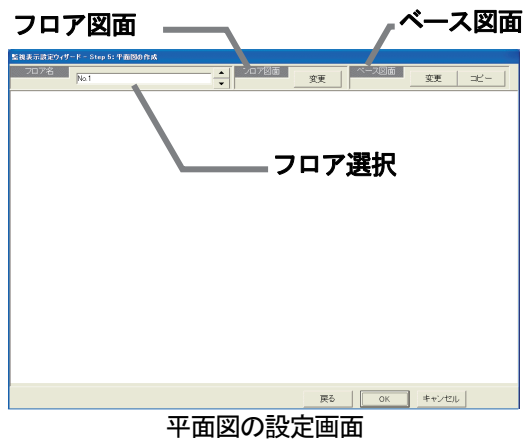 フロア図面
ベース図面
監視表示設定ウィザード - Step 5: 平面図の作成
フロア名
No.1
フロア図面
変更
ベース図面
変更
コピー
フロア選択
戻る
OK
キャンセル
平面図の設定画面